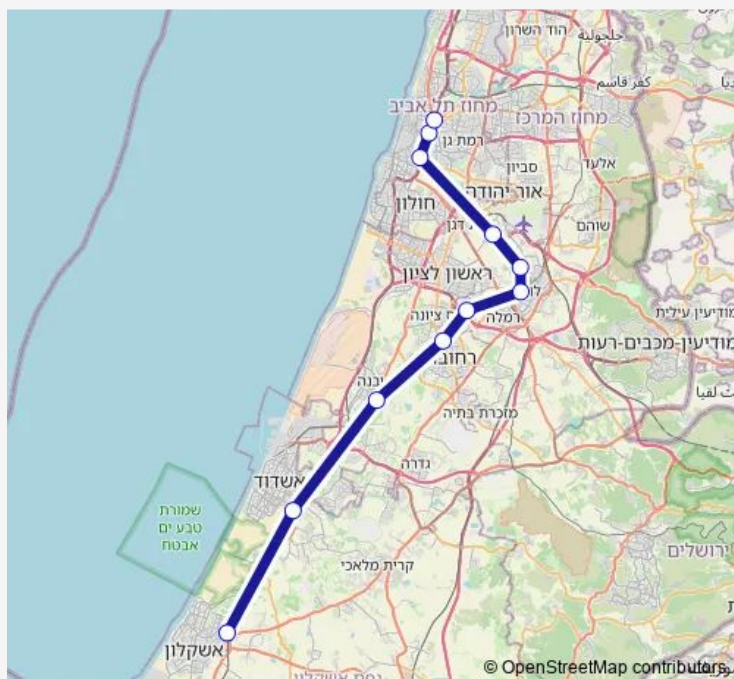 הוד השרון
ג'לג'וליה
כפר קאסם
מחוז תל אביב
מחוז המרכז
רמת גן
אלעד
סביון
אור יהודה
חולון
שוהם
ראשון לציון
רמלה
מודיעין עילית
מודיעין-מכבים-רעות
יבנה
מזכרת בתיה
גדרה
אשדוד
שמורת
טבע ים
אבטח
קרית מלאכי
ירושלים
אשקלון
© OpenStreetMap contributors